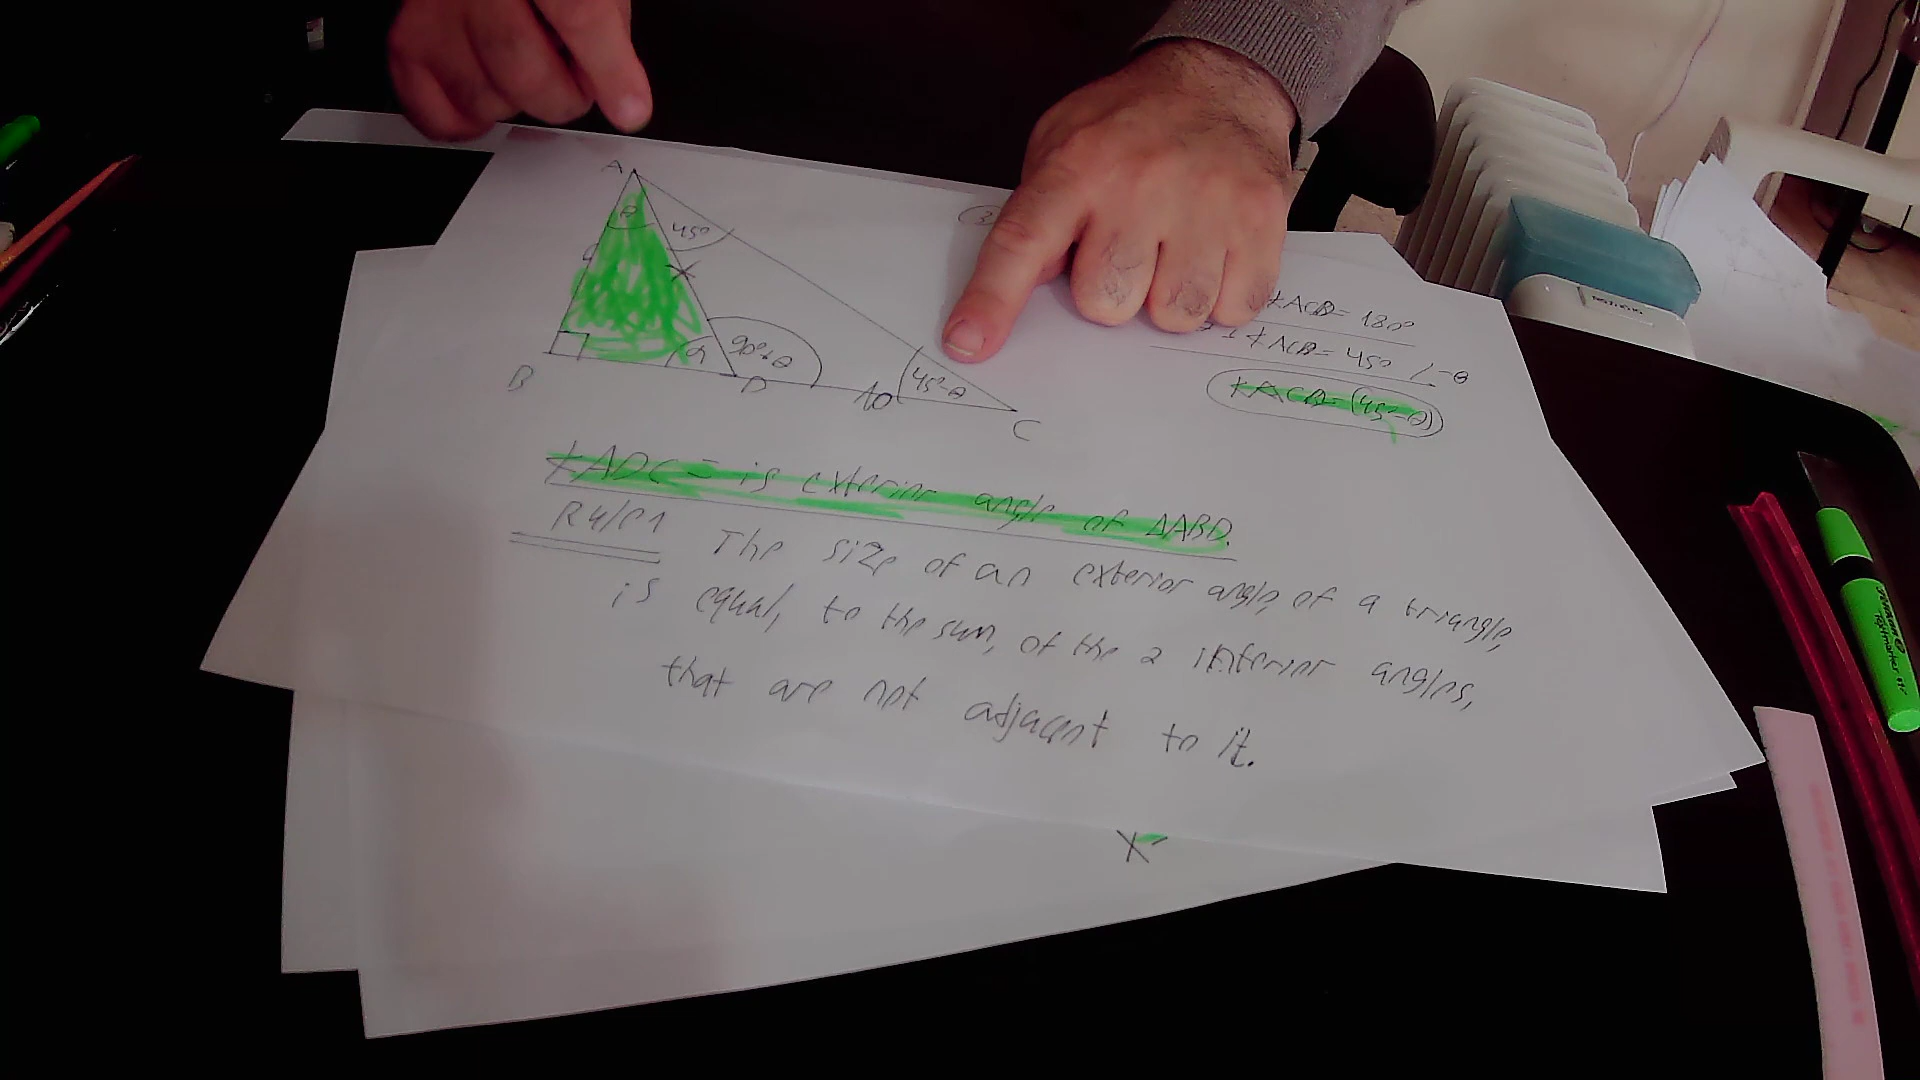 A
θ
45°
6
x
α
90°+θ
45°-θ
B
D
10
C
3
∡ACB = 180°
+ ∡ACB = 45° /-θ
∡ACB = (45°-θ)
∡ADC = is exterior angle of ΔABD.
R4/C1
The size of an exterior angle, of a triangle,
is equal, to the sum, of the 2 interior angles,
that are not adjacent to it.
X